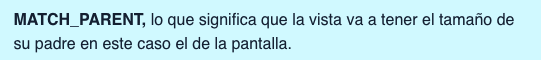 MATCH_PARENT, lo que significa que la vista va a tener el tamaño de
su padre en este caso el de la pantalla.